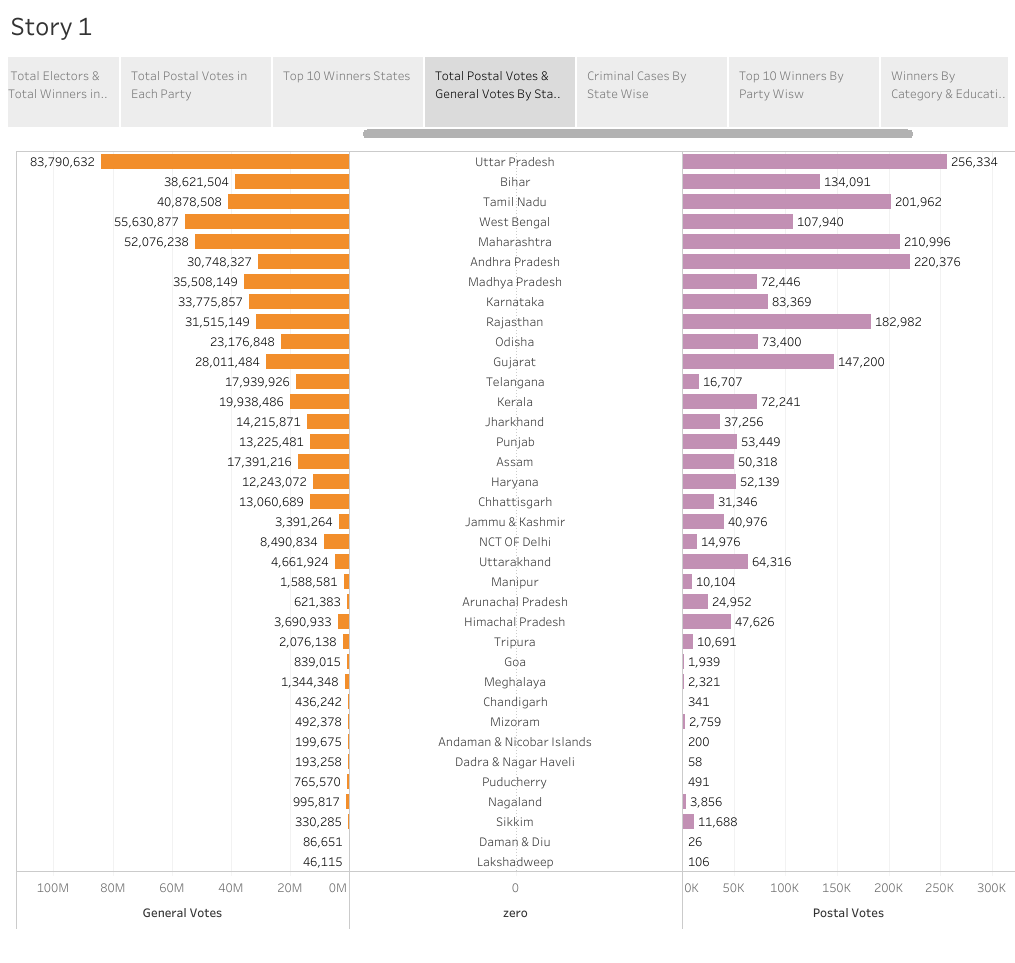 Story 1
Total Electors &
Total Winners in..
Total Postal Votes in
Each Party
Top 10 Winners States
Total Postal Votes &
General Votes By Sta..
Criminal Cases By
State Wise
Top 10 Winners By
Party Wisw
Winners By
Category & Educati..
83,790,632 Uttar Pradesh 256,334
38,621,504 Bihar 134,091
40,878,508 Tamil Nadu 201,962
55,630,877 West Bengal 107,940
52,076,238 Maharashtra 210,996
30,748,327 Andhra Pradesh 220,376
35,508,149 Madhya Pradesh 72,446
33,775,857 Karnataka 83,369
31,515,149 Rajasthan 182,982
23,176,848 Odisha 73,400
28,011,484 Gujarat 147,200
17,939,926 Telangana 16,707
19,938,486 Kerala 72,241
14,215,871 Jharkhand 37,256
13,225,481 Punjab 53,449
17,391,216 Assam 50,318
12,243,072 Haryana 52,139
13,060,689 Chhattisgarh 31,346
3,391,264 Jammu & Kashmir 40,976
8,490,834 NCT OF Delhi 14,976
4,661,924 Uttarakhand 64,316
1,588,581 Manipur 10,104
621,383 Arunachal Pradesh 24,952
3,690,933 Himachal Pradesh 47,626
2,076,138 Tripura 10,691
839,015 Goa 1,939
1,344,348 Meghalaya 2,321
436,242 Chandigarh 341
492,378 Mizoram 2,759
199,675 Andaman & Nicobar Islands 200
193,258 Dadra & Nagar Haveli 58
765,570 Puducherry 491
995,817 Nagaland 3,856
330,285 Sikkim 11,688
86,651 Daman & Diu 26
46,115 Lakshadweep 106
100M 80M 60M 40M 20M 0M 0 0K 50K 100K 150K 200K 250K 300K
General Votes zero Postal Votes